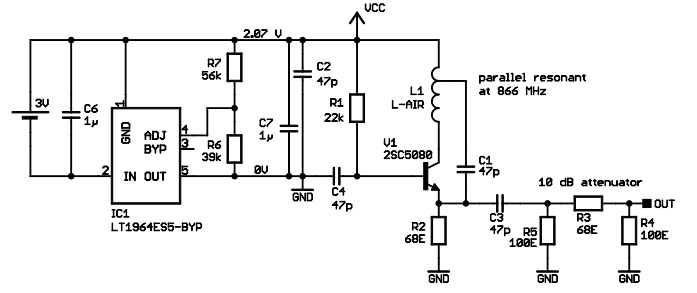 VCC
2.07 V
R7
56k
C2
47p
L1
L-AIR
parallel resonant
at 866 MHz
3V
C6
1µ
1
GND
ADJ
4
BYP
3
IN OUT
2
5
R6
39k
C7
1µ
R1
22k
V1
2SC5080
C1
47p
0V
GND
C4
47p
10 dB attenuator
IC1
LT1964ES5-BYP
R2
68E
C3
47p
R5
100E
R3
68E
OUT
R4
100E
GND
GND
GND